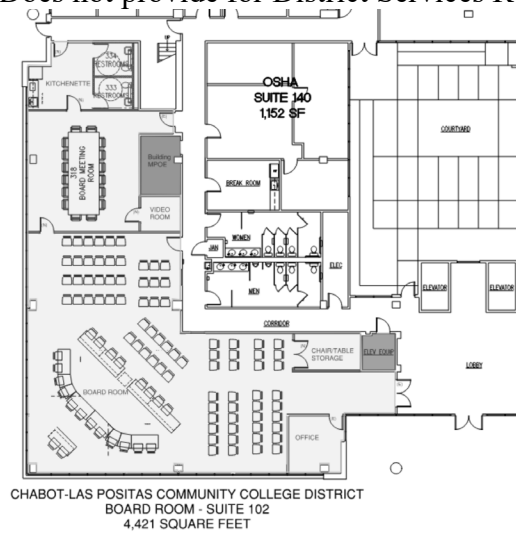 Does not provide for District Services R
334
RESTROOMS
KITCHENETTE
333
RESTROOMS
OSHA
SUITE 140
1,152 SF
COURTYARD
318
BOARD MEETING
ROOM
Building
MPOE
BREAK ROOM
VIDEO
ROOM
WOMEN
JAN
ELEC
MEN
ELEVATOR
ELEVATOR
CORRIDOR
CHAIR/TABLE
STORAGE
ELEV EQUIP
LOBBY
BOARD ROOM
OFFICE
CHABOT-LAS POSITAS COMMUNITY COLLEGE DISTRICT
BOARD ROOM - SUITE 102
4,421 SQUARE FEET